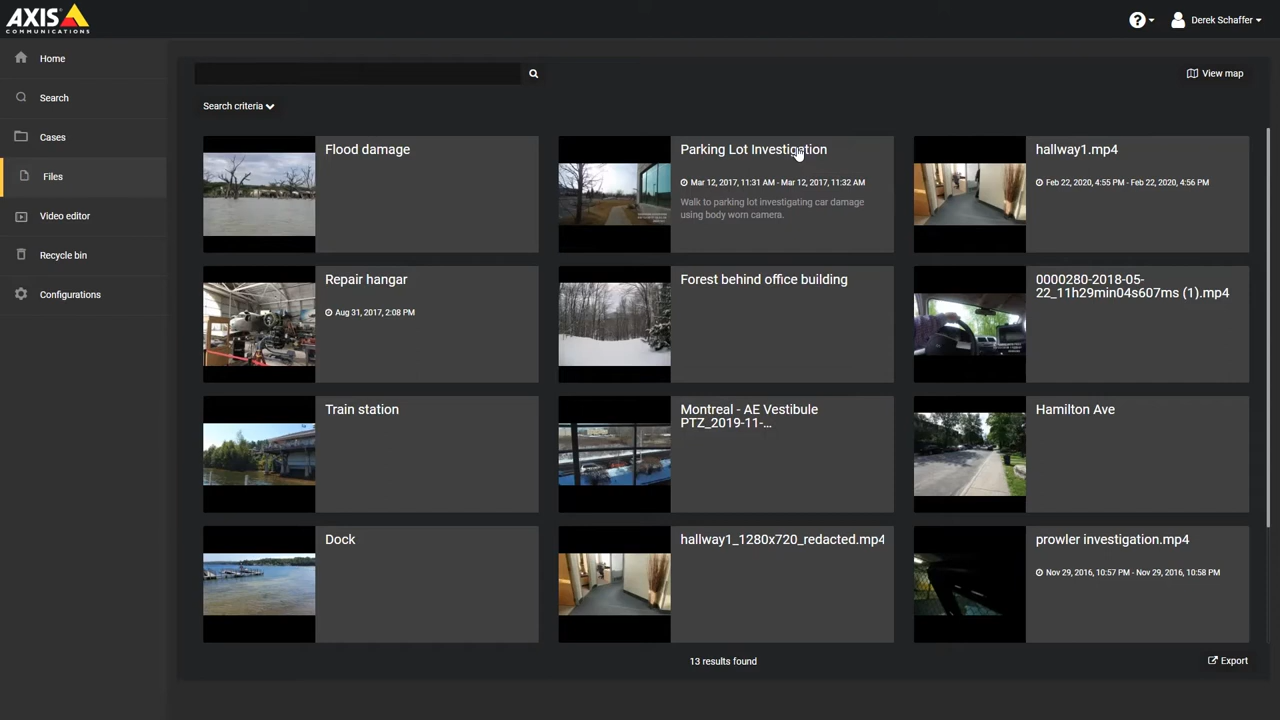 AXIS
COMMUNICATIONS
Derek Schaffer
Home
Search
Cases
Files
Video editor
Recycle bin
Configurations
View map
Search criteria
Flood damage
Parking Lot Investigation
Mar 12, 2017, 11:31 AM - Mar 12, 2017, 11:32 AM
Walk to parking lot investigating car damage
using body worn camera.
hallway1.mp4
Feb 22, 2020, 4:55 PM - Feb 22, 2020, 4:56 PM
Repair hangar
Aug 31, 2017, 2:08 PM
Forest behind office building
0000280-2018-05-
22_11h29min04s607ms (1).mp4
Train station
Montreal - AE Vestibule
PTZ_2019-11-...
Hamilton Ave
Dock
hallway1_1280x720_redacted.mp4
prowler investigation.mp4
Nov 29, 2016, 10:57 PM - Nov 29, 2016, 10:58 PM
13 results found
Export